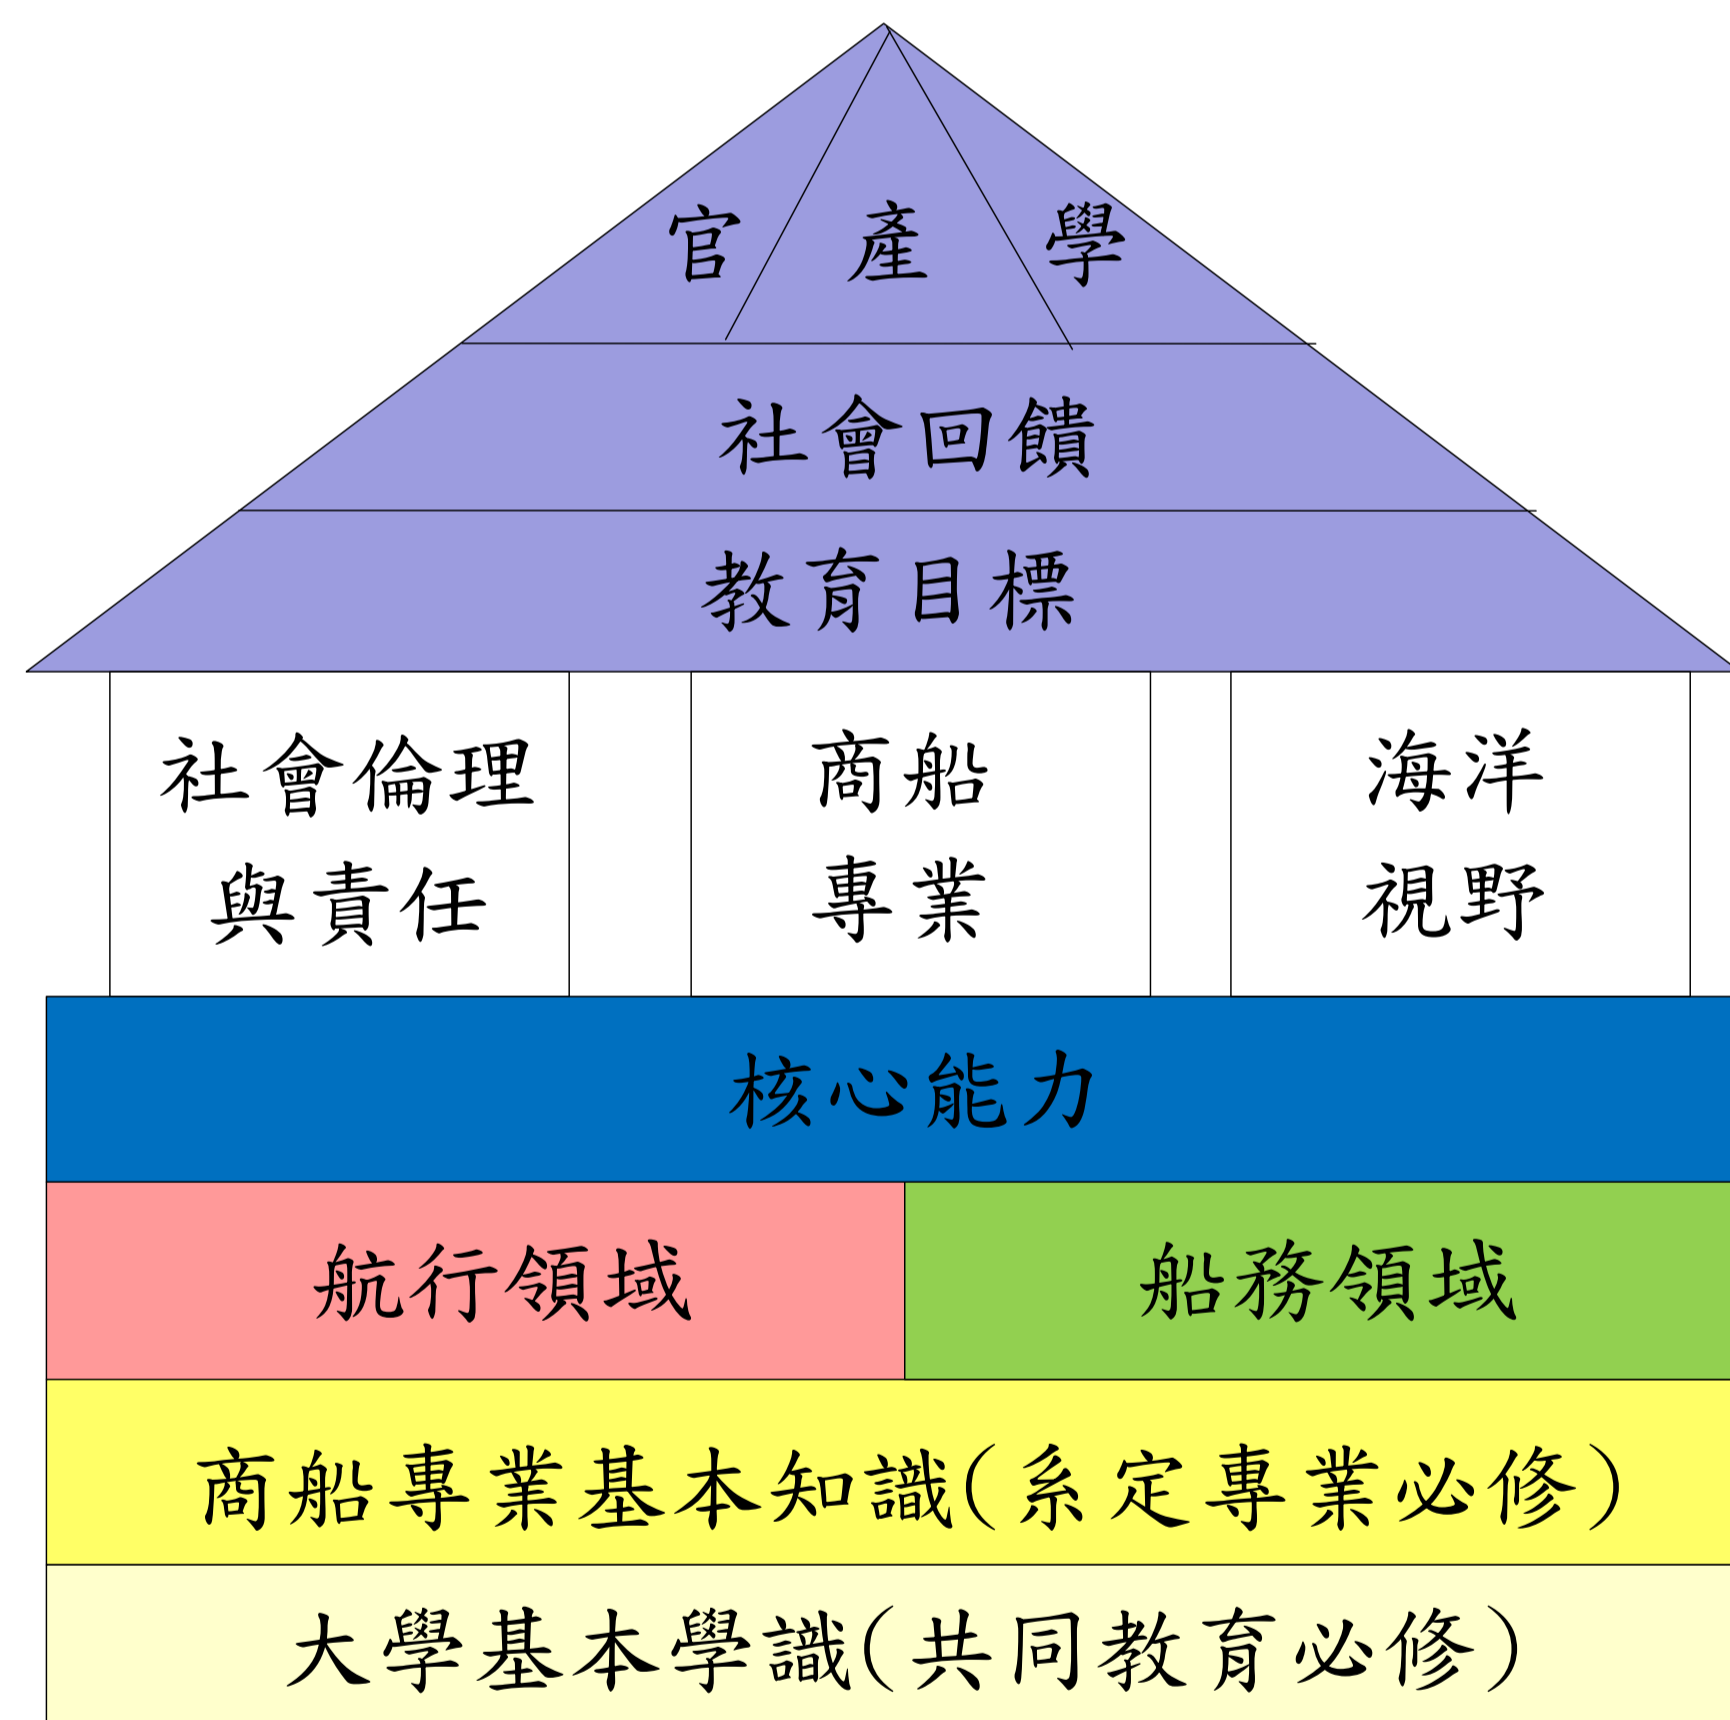 官 產 學
社會回饋
教育目標
社會倫理
與責任
商船
專業
海洋
視野
核心能力
航行領域
船務領域
商船專業基本知識(系定專業必修)
大學基本學識(共同教育必修)